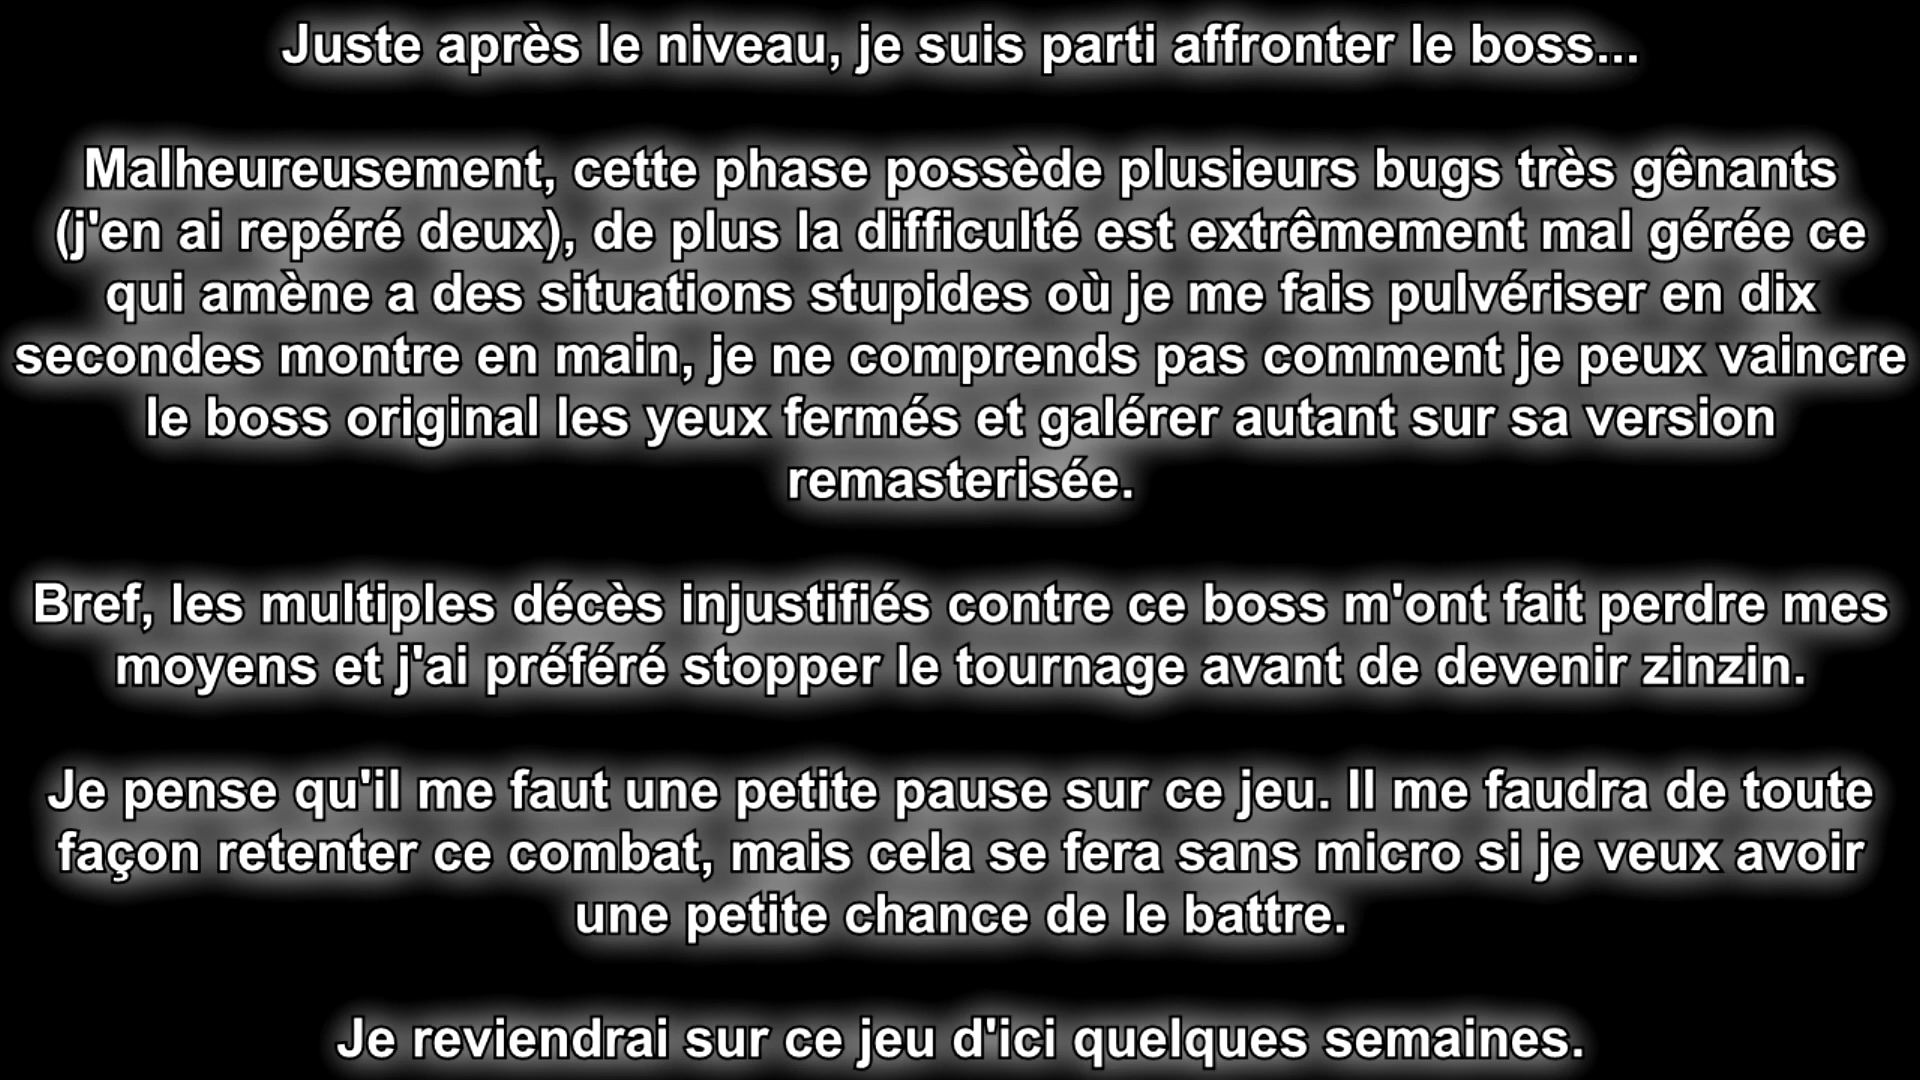 Juste après le niveau, je suis parti affronter le boss...
Malheureusement, cette phase possède plusieurs bugs très gênants
(j'en ai repéré deux), de plus la difficulté est extrêmement mal gérée ce
qui amène a des situations stupides où je me fais pulvériser en dix
secondes montre en main, je ne comprends pas comment je peux vaincre
le boss original les yeux fermés et galérer autant sur sa version
remasterisée.
Bref, les multiples décès injustifiés contre ce boss m'ont fait perdre mes
moyens et j'ai préféré stopper le tournage avant de devenir zinzin.
Je pense qu'il me faut une petite pause sur ce jeu. Il me faudra de toute
façon retenter ce combat, mais cela se fera sans micro si je veux avoir
une petite chance de le battre.
Je reviendrai sur ce jeu d'ici quelques semaines.